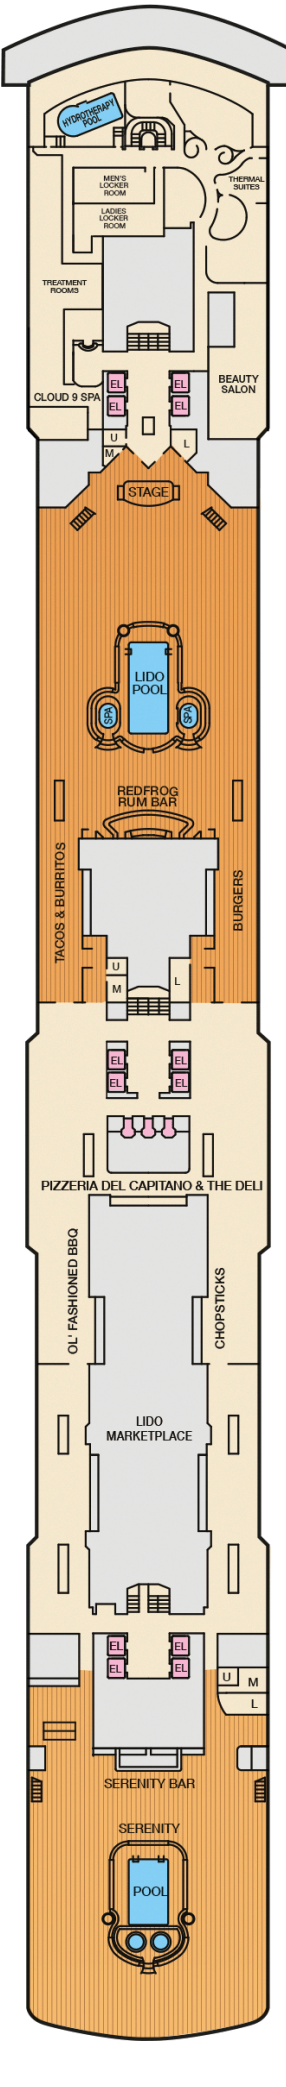 HYDROTHERAPY
POOL
MEN'S
LOCKER
ROOM
THERMAL
SUITES
LADIES
LOCKER
ROOM
TREATMENT
ROOMS
EL
EL
BEAUTY
SALON
CLOUD 9 SPA
EL
EL
U
L
M
STAGE
LIDO
POOL
SPA
SPA
REDFROG
RUM BAR
TACOS & BURRITOS
BURGERS
U
M
L
EL
EL
EL
EL
PIZZERIA DEL CAPITANO & THE DELI
OL' FASHIONED BBQ
CHOPSTICKS
LIDO
MARKETPLACE
EL
EL
EL
EL
U
M
L
SERENITY BAR
SERENITY
POOL